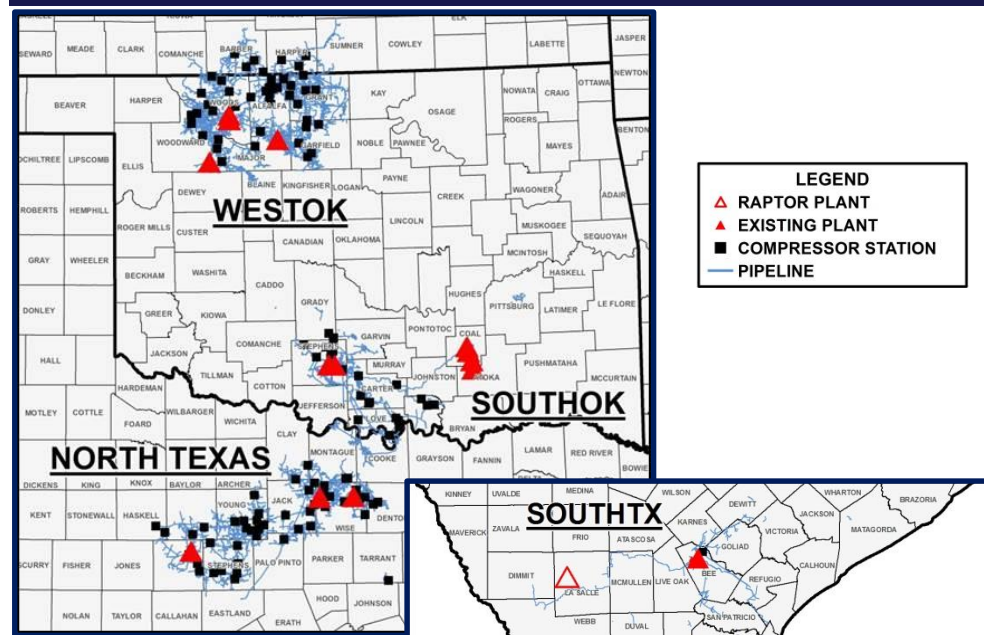 SEWARD
MEADE
CLARK
COMANCHE
BARBER
HARPER
SUMNER
COWLEY
ELK
LABETTE
JASPER
NEWTON
BEAVER
HARPER
WOODS
ALFALFA
GRANT
KAY
OSAGE
NOWATA
CRAIG
OTTAWA
ROGERS
BENTON
ELLIS
WOODWARD
MAJOR
GARFIELD
NOBLE
PAWNEE
MAYES
OCHILTREE
LIPSCOMB
DEWEY
BLAINE
KINGFISHER
LOGAN
PAYNE
CREEK
WAGONER
ADAIR
WESTOK
ROBERTS
HEMPHILL
ROGER MILLS
CUSTER
CANADIAN
OKLAHOMA
LINCOLN
MUSKOGEE
SEQUOYAH
MCINTOSH
GRAY
WHEELER
BECKHAM
WASHITA
CADDO
HASKELL
DONLEY
GREER
KIOWA
GRADY
HUGHES
PITTSBURG
LATIMER
LE FLORE
HALL
JACKSON
COMANCHE
STEPHENS
GARVIN
PONTOTOC
COAL
HARDEMAN
TILLMAN
COTTON
MURRAY
JOHNSTON
PUSHMATAHA
MCCURTAIN
JEFFERSON
CARTER
LOVE
SOUTHOK
MOTLEY
COTTLE
FOARD
WILBARGER
WICHITA
CLAY
BRYAN
NORTH TEXAS
MONTAGUE
COOKE
GRAYSON
FANNIN
LAMAR
RED RIVER
BOWIE
DICKENS
KING
KNOX
BAYLOR
ARCHER
KENT
STONEWALL
HASKELL
YOUNG
JACK
WISE
DENTO
SCURRY
FISHER
JONES
STEPHENS
PALO PINTO
PARKER
TARRANT
NOLAN
TAYLOR
CALLAHAN
EASTLAND
ERATH
HOOD
JOHNSON
LEGEND
RAPTOR PLANT
EXISTING PLANT
COMPRESSOR STATION
PIPELINE
KINNEY
UVALDE
MEDINA
WILSON
DEWITT
WHARTON
BRAZORIA
SOUTHTX
MAVERICK
ZAVALA
FRIO
ATASCOSA
KARNES
GOLIAD
VICTORIA
JACKSON
MATAGORDA
DIMMIT
LA SALLE
MCMULLEN
LIVE OAK
BEE
REFUGIO
CALHOUN
WEBB
DUVAL
SAN PATRICIO